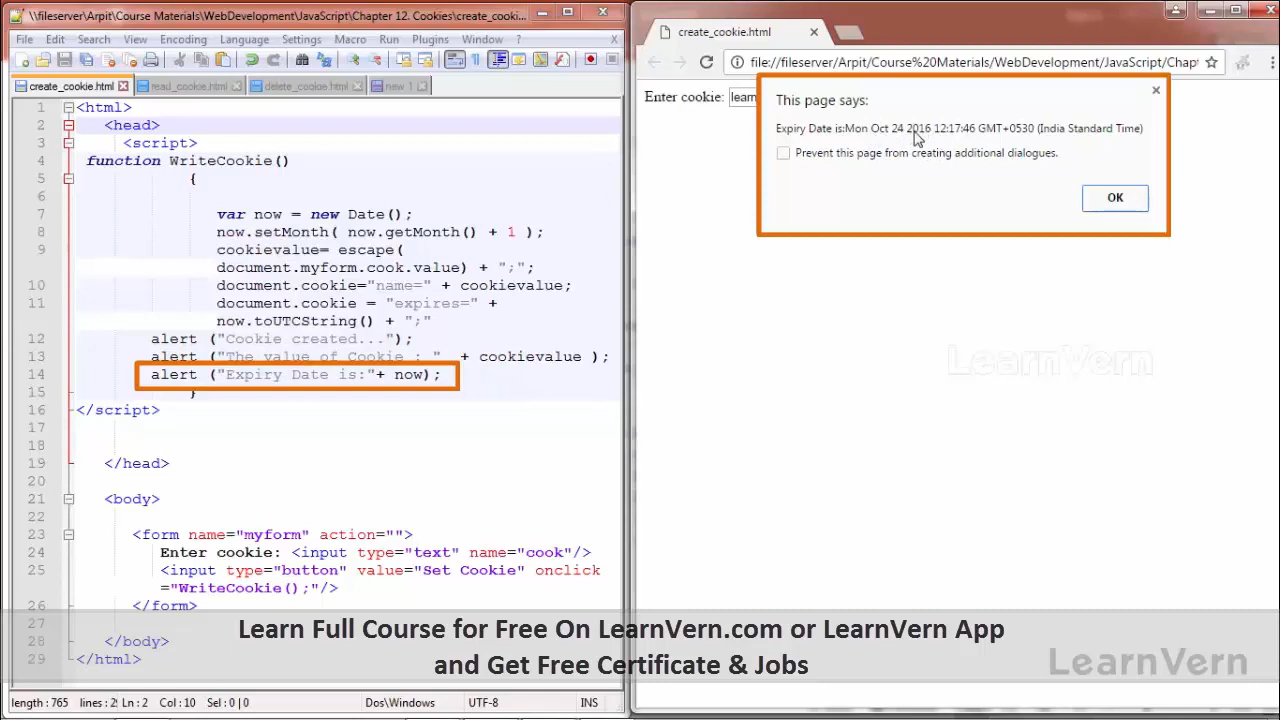 \\fileserver\Arpit\Course Materials\WebDevelopment\JavaScript\Chapter 12. Cookies\create_cooki...
File Edit Search View Encoding Language Settings Macro Run Plugins Window ? X
create_cookie.html read_cookie.html delete_cookie.html new 1
1 <html>
2 <head>
3 <script>
4 function WriteCookie()
5 {
6
7 var now = new Date();
8 now.setMonth( now.getMonth() + 1 );
9 cookievalue= escape(
document.myform.cook.value) + ";";
10 document.cookie="name=" + cookievalue;
11 document.cookie = "expires=" +
now.toUTCString() + ";"
12 alert ("Cookie created...");
13 alert ("The value of Cookie : " + cookievalue );
14 alert ("Expiry Date is:"+ now);
15 }
16 </script>
17
18
19 </head>
20
21 <body>
22
23 <form name="myform" action="">
24 Enter cookie: <input type="text" name="cook"/>
25 <input type="button" value="Set Cookie" onclick
="WriteCookie();"/>
26 </form>
27
28 </body>
29 </html>
length : 765 lines : 2 Ln : 2 Col : 10 Sel : 0 | 0 Dos\Windows UTF-8 INS
create_cookie.html
file://fileserver/Arpit/Course%20Materials/WebDevelopment/JavaScript/Chapt
Enter cookie: learn
This page says:
Expiry Date is:Mon Oct 24 2016 12:17:46 GMT+0530 (India Standard Time)
Prevent this page from creating additional dialogues.
OK
LearnVern
Learn Full Course for Free On LearnVern.com or LearnVern App
and Get Free Certificate & Jobs
LearnVern